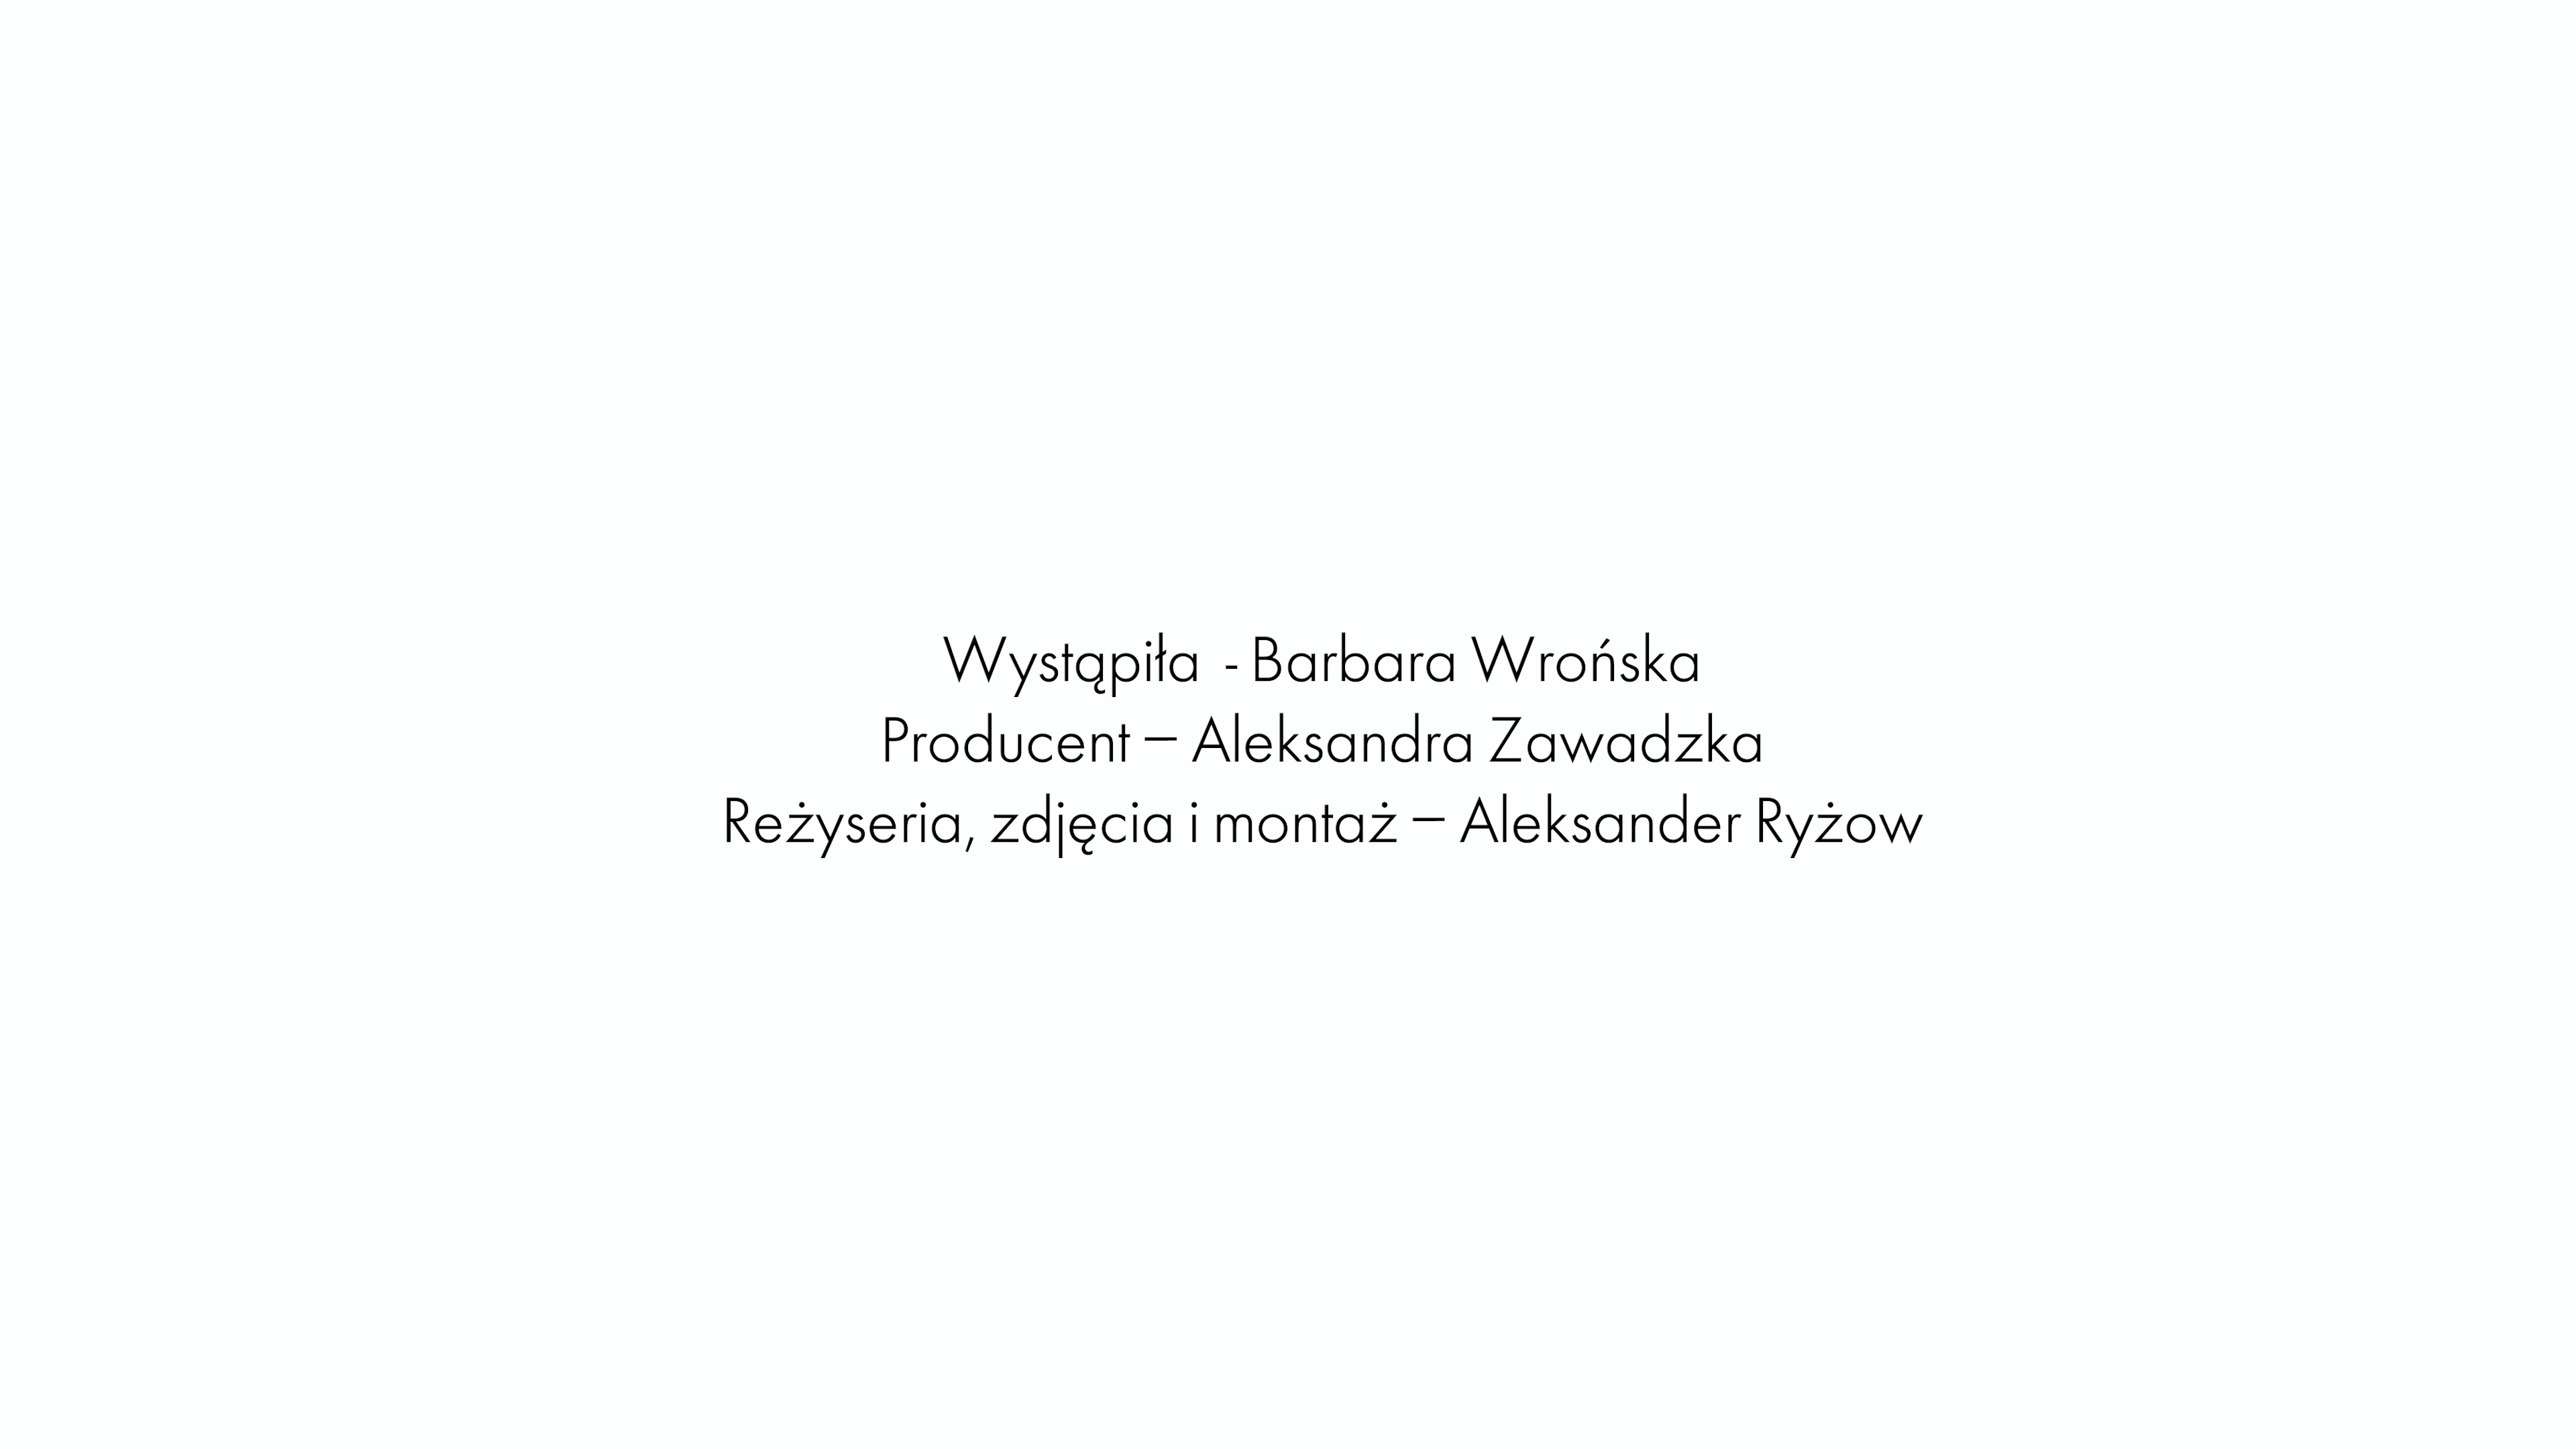 Wystąpiła - Barbara Wrońska
Producent – Aleksandra Zawadzka
Reżyseria, zdjęcia i montaż – Aleksander Ryżow